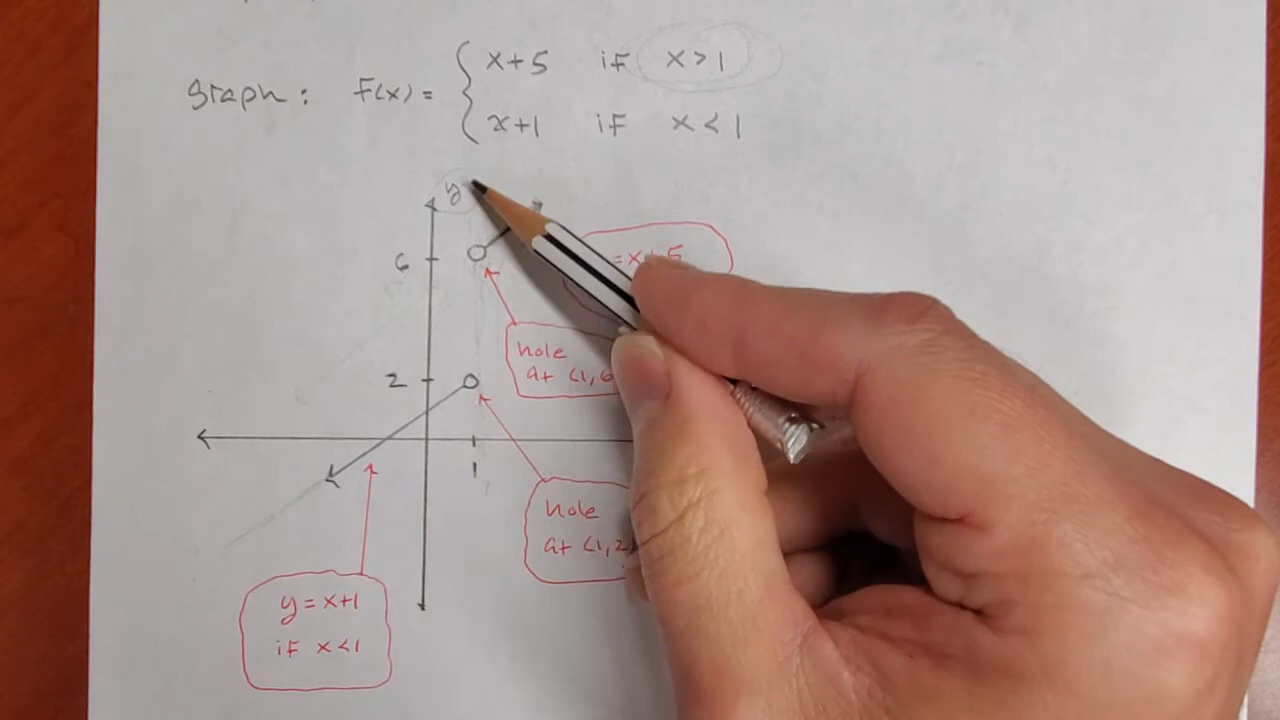 graph: F(x) = { x+5 if x>1
x+1 if x<1
y
6
= x+5
hole
at (1,6
2
1
hole
at (1,2)
y = x+1
if x<1